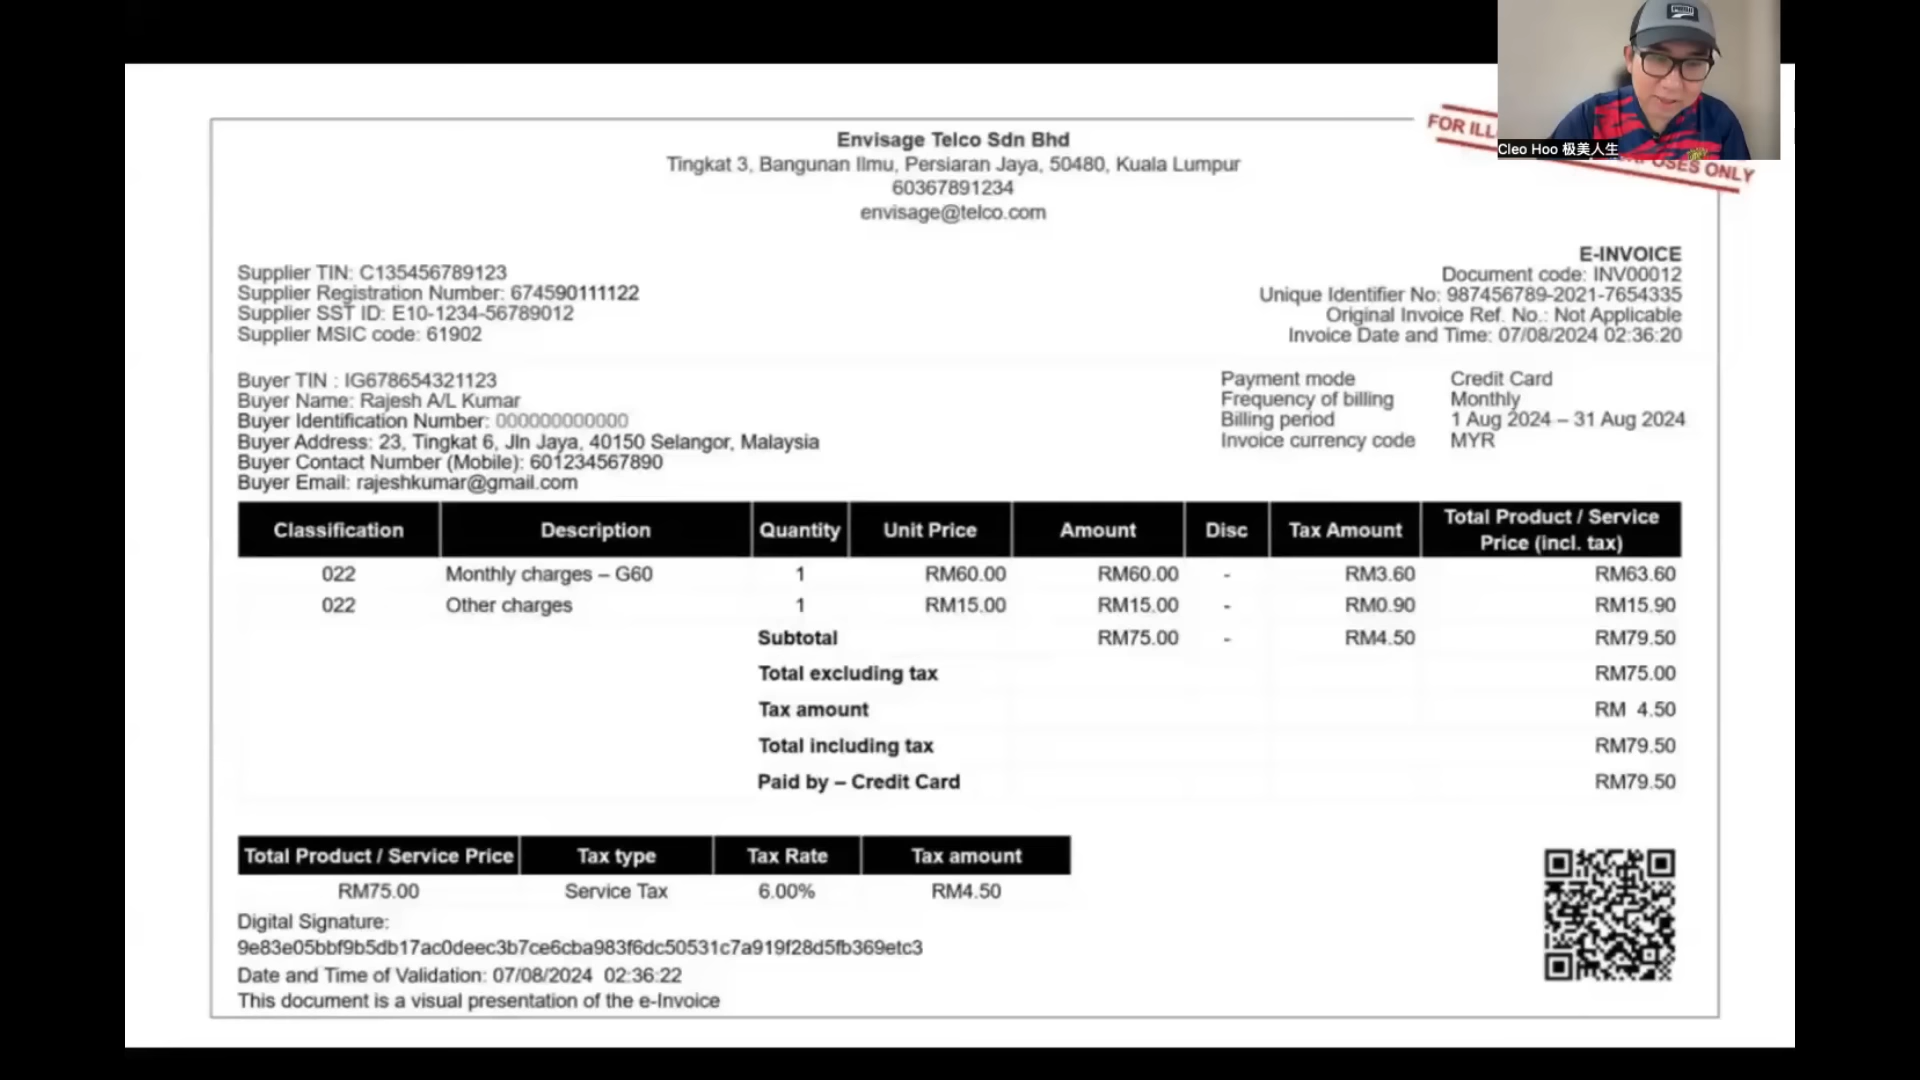 Envisage Telco Sdn Bhd
Tingkat 3, Bangunan Ilmu, Persiaran Jaya, 50480, Kuala Lumpur
60367891234
envisage@telco.com
FOR ILL
OSES ONLY
Cleo Hoo 极美人生
E-INVOICE
Document code: INV00012
Unique Identifier No: 987456789-2021-7654335
Original Invoice Ref. No.: Not Applicable
Invoice Date and Time: 07/08/2024 02:36:20
Supplier TIN: C135456789123
Supplier Registration Number: 674590111122
Supplier SST ID: E10-1234-56789012
Supplier MSIC code: 61902
Buyer TIN : IG678654321123
Buyer Name: Rajesh A/L Kumar
Buyer Identification Number: 000000000000
Buyer Address: 23, Tingkat 6, Jln Jaya, 40150 Selangor, Malaysia
Buyer Contact Number (Mobile): 601234567890
Buyer Email: rajeshkumar@gmail.com
Payment mode Credit Card
Frequency of billing Monthly
Billing period 1 Aug 2024 – 31 Aug 2024
Invoice currency code MYR
Classification Description Quantity Unit Price Amount Disc Tax Amount Total Product / Service Price (incl. tax)
022 Monthly charges – G60 1 RM60.00 RM60.00 - RM3.60 RM63.60
022 Other charges 1 RM15.00 RM15.00 - RM0.90 RM15.90
Subtotal RM75.00 - RM4.50 RM79.50
Total excluding tax RM75.00
Tax amount RM 4.50
Total including tax RM79.50
Paid by – Credit Card RM79.50
Total Product / Service Price Tax type Tax Rate Tax amount
RM75.00 Service Tax 6.00% RM4.50
Digital Signature:
9e83e05bbf9b5db17ac0deec3b7ce6cba983f6dc50531c7a919f28d5fb369etc3
Date and Time of Validation: 07/08/2024 02:36:22
This document is a visual presentation of the e-Invoice